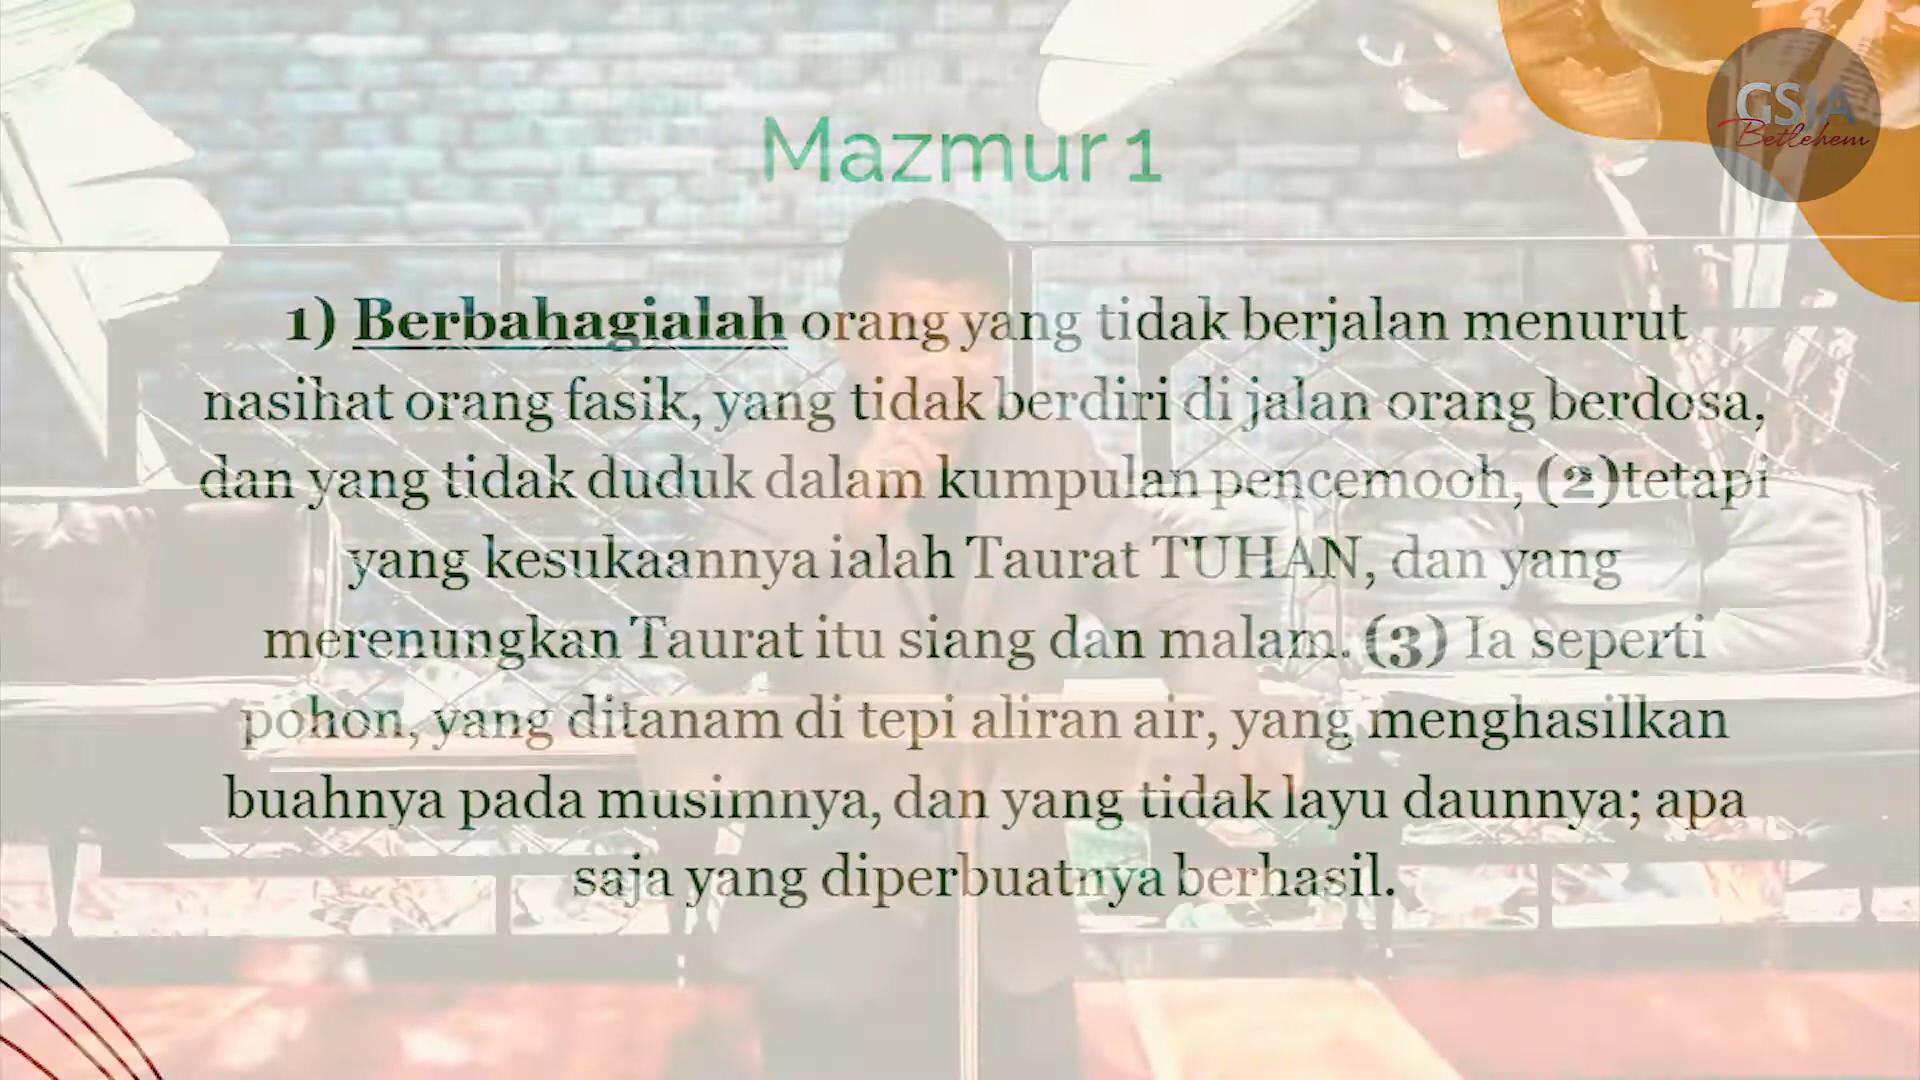 GSJA
Betlehem
Mazmur 1
1) Berbahagialah orang yang tidak berjalan menurut
nasihat orang fasik, yang tidak berdiri di jalan orang berdosa,
dan yang tidak duduk dalam kumpulan pencemooh, (2)tetapi
yang kesukaannya ialah Taurat TUHAN, dan yang
merenungkan Taurat itu siang dan malam. (3) Ia seperti
pohon, yang ditanam di tepi aliran air, yang menghasilkan
buahnya pada musimnya, dan yang tidak layu daunnya; apa
saja yang diperbuatnya berhasil.